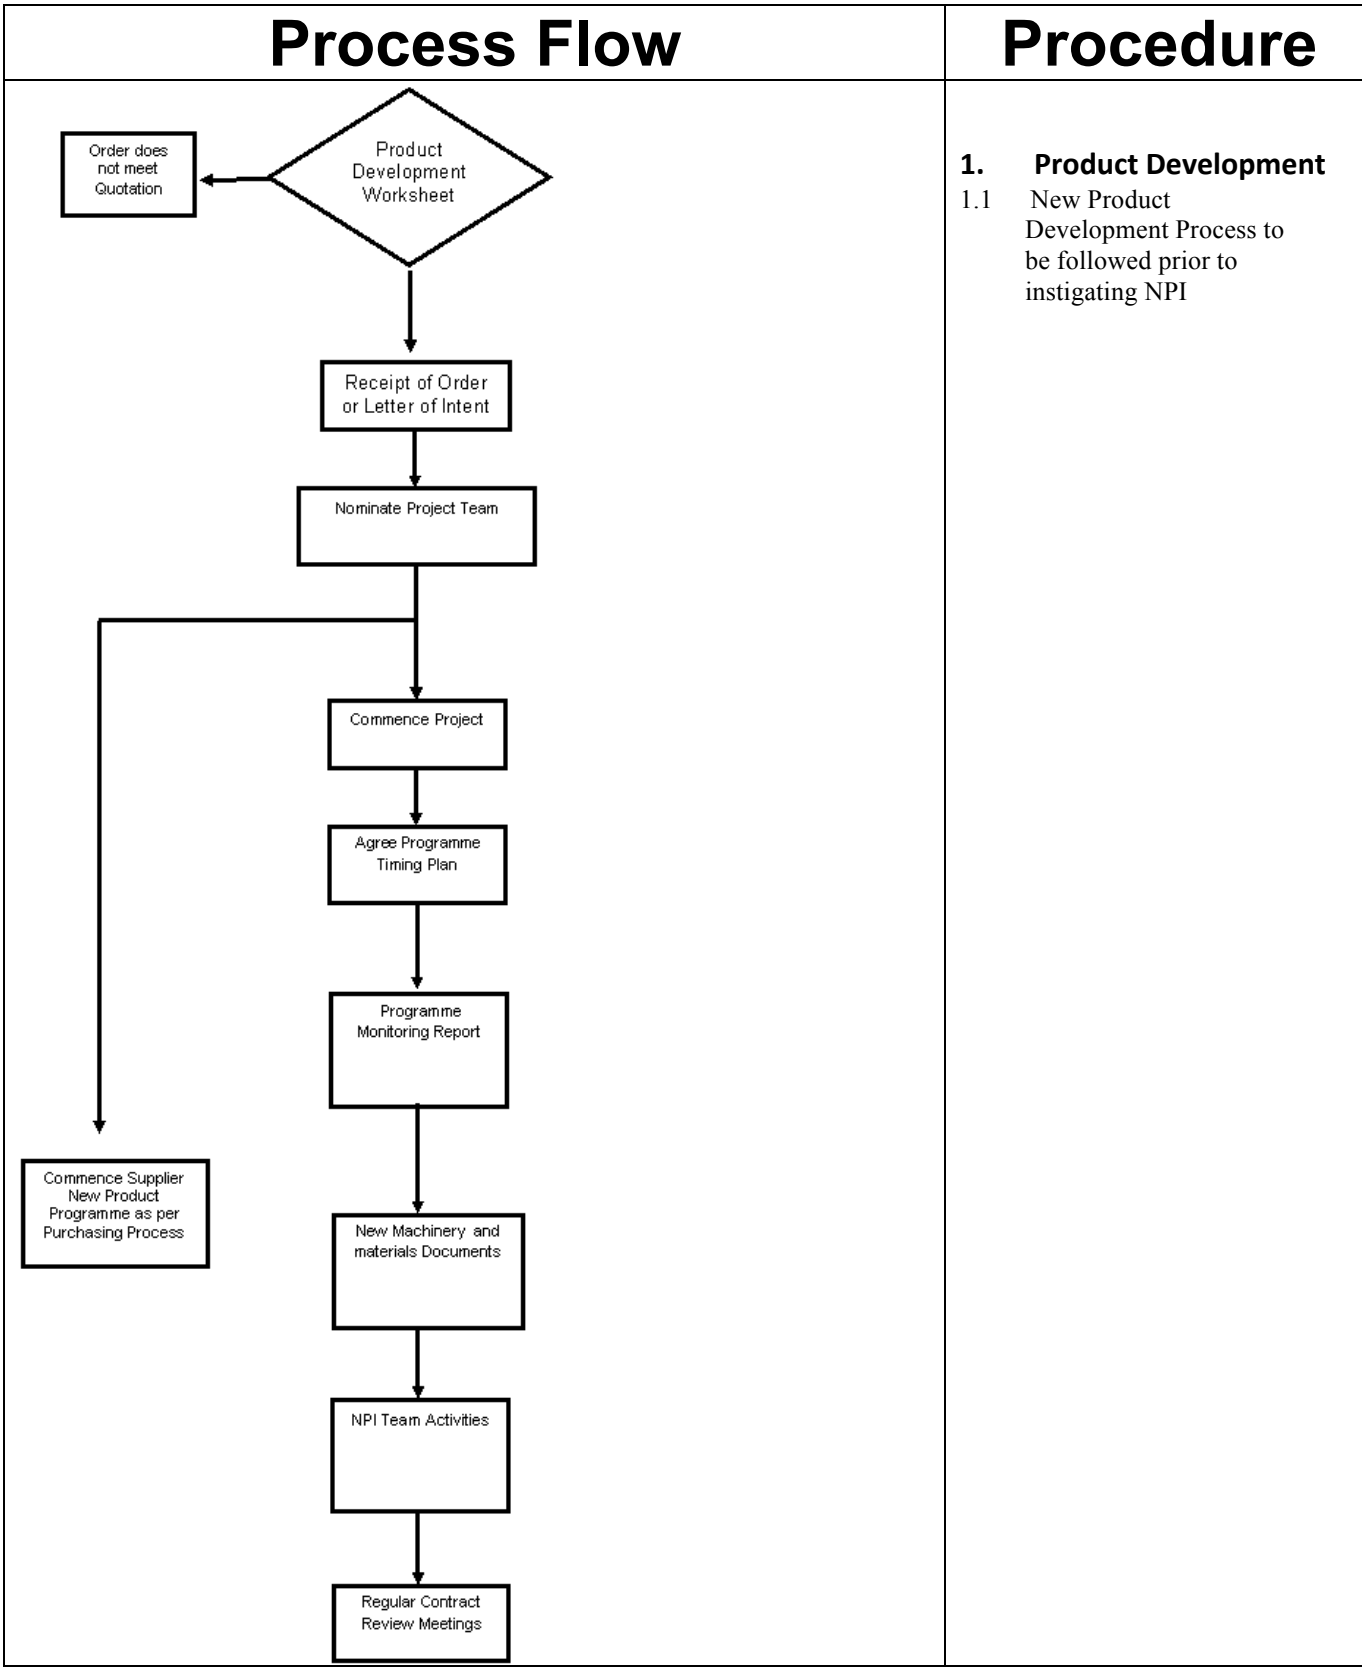 Process Flow
Procedure
Order does
not meet
Quotation
Product
Development
Worksheet
1. Product Development
1.1 New Product
Development Process to
be followed prior to
instigating NPI
Receipt of Order
or Letter of Intent
Nominate Project Team
Commence Project
Agree Programme
Timing Plan
Programme
Monitoring Report
Commence Supplier
New Product
Programme as per
Purchasing Process
New Machinery and
materials Documents
NPI Team Activities
Regular Contract
Review Meetings